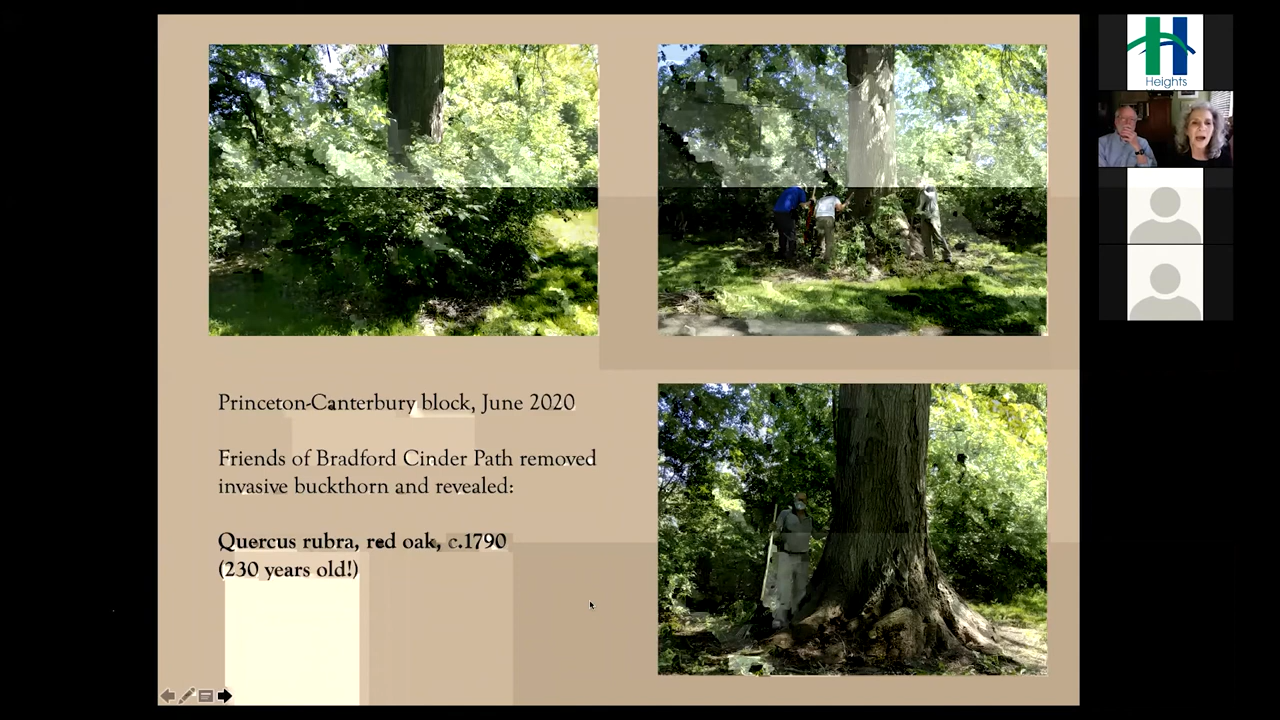 Heights
Princeton-Canterbury block, June 2020
Friends of Bradford Cinder Path removed
invasive buckthorn and revealed:
Quercus rubra, red oak, c.1790
(230 years old!)